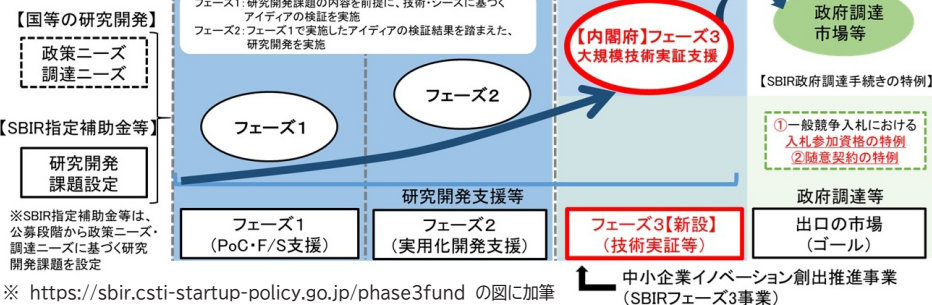 フェーズ1:研究開発課題の内容を前提に、技術・シーズに基づく
アイディアの検証を実施
フェーズ2:フェーズ1で実施したアイディアの検証結果を踏まえた、
研究開発を実施
【国等の研究開発】
政策ニーズ
調達ニーズ
【SBIR指定補助金等】
研究開発
課題設定
※SBIR指定補助金等は、
公募段階から政策ニーズ・
調達ニーズに基づく研究
開発課題を設定
フェーズ1
フェーズ2
【内閣府】フェーズ3
大規模技術実証支援
政府調達
市場等
【SBIR政府調達手続きの特例】
①一般競争入札における
入札参加資格の特例
②随意契約の特例
研究開発支援等
政府調達等
フェーズ1
(PoC・F/S支援)
フェーズ2
(実用化開発支援)
フェーズ3【新設】
(技術実証等)
出口の市場
(ゴール)
中小企業イノベーション創出推進事業
(SBIRフェーズ3事業)
※ https://sbir.csti-startup-policy.go.jp/phase3fund の図に加筆